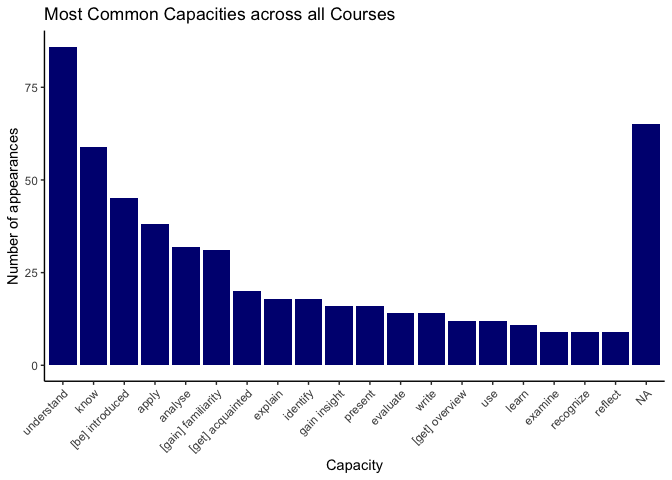 Most Common Capacities across all Courses
Number of appearances
75
50
25
0
understand
know
[be] introduced
apply
analyse
[gain] familiarity
[get] acquainted
explain
identify
gain insight
present
evaluate
write
[get] overview
use
learn
examine
recognize
reflect
NA
Capacity